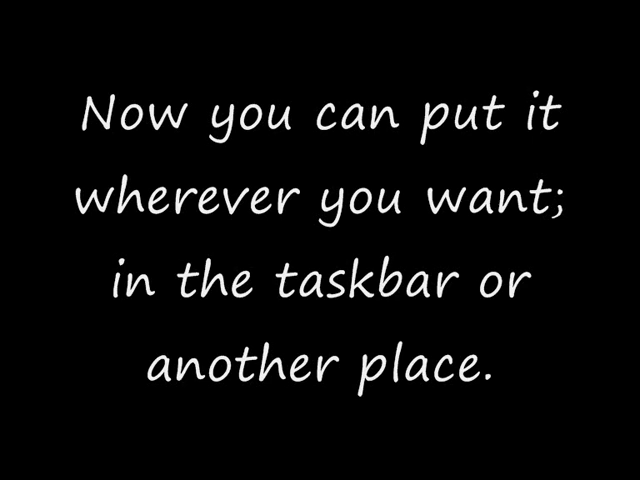 Now you can put it
wherever you want;
in the taskbar or
another place.